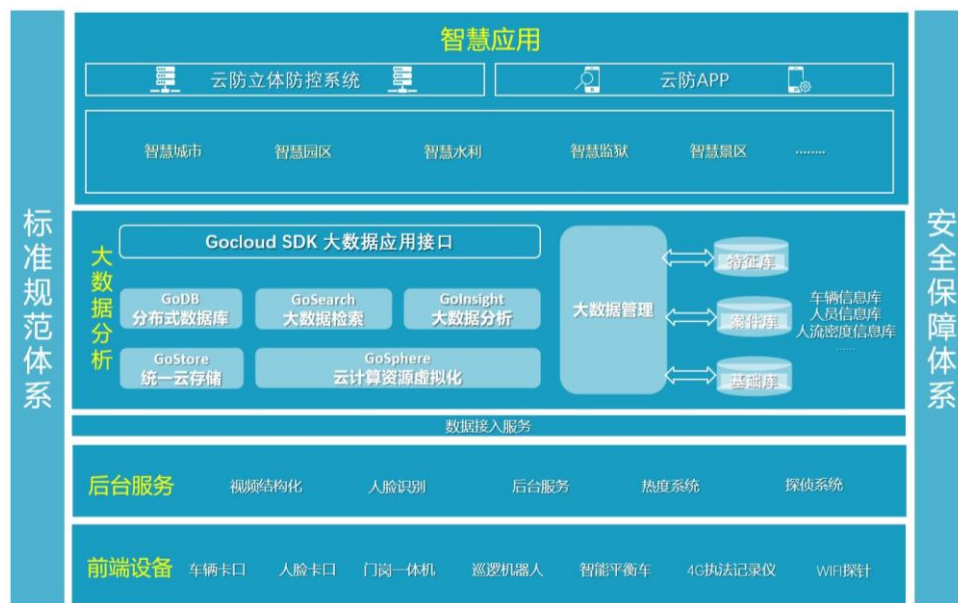 智慧应用
云防立体防控系统
云防APP
智慧城市
智慧园区
智慧水利
智慧监狱
智慧景区
........
标准规范体系
大数据分析
Gocloud SDK 大数据应用接口
GoDB
分布式数据库
GoSearch
大数据检索
GoInsight
大数据分析
GoStore
统一云存储
GoSphere
云计算资源虚拟化
大数据管理
特征库
案件库
基础库
车辆信息库
人员信息库
人流密度信息库
......
安全保障体系
数据接入服务
后台服务
视频结构化
人脸识别
后台服务
热度系统
探侦系统
前端设备
车辆卡口
人脸卡口
门岗一体机
巡逻机器人
智能平衡车
4G执法记录仪
WIFI探针